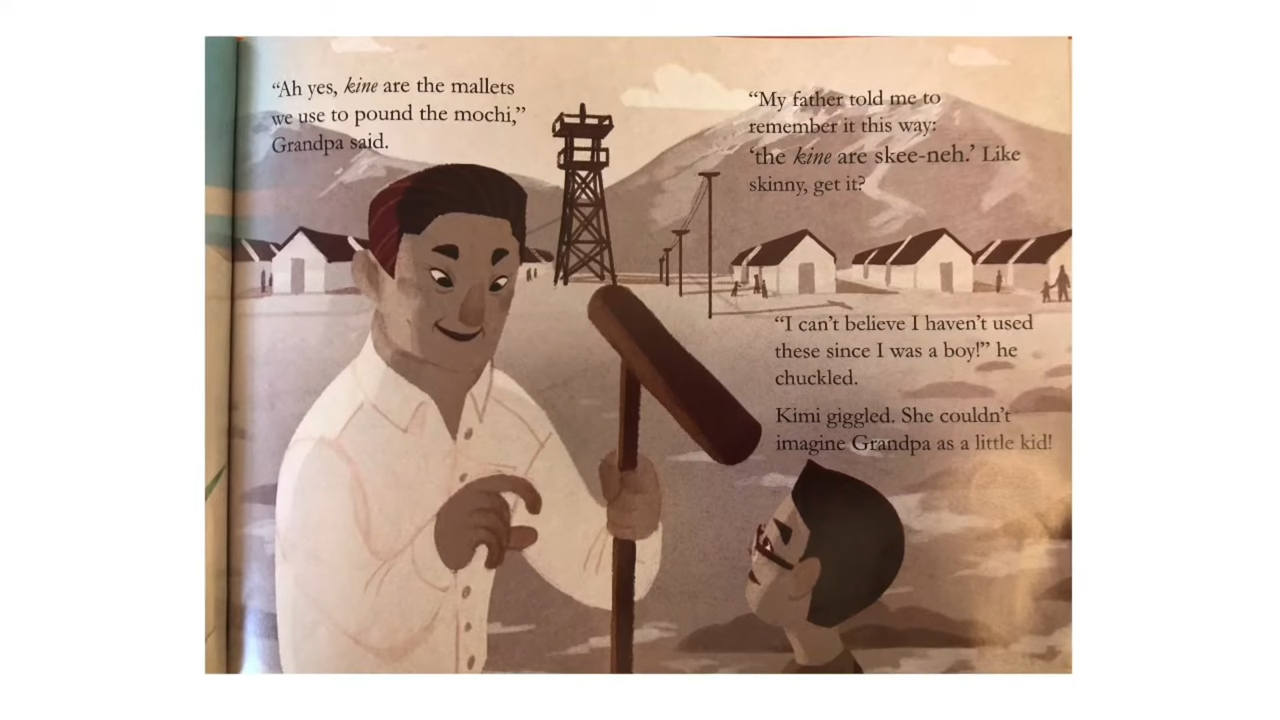 “Ah yes, kine are the mallets
we use to pound the mochi,”
Grandpa said.
“My father told me to
remember it this way:
‘the kine are skee-neh.’ Like
skinny, get it?
“I can’t believe I haven’t used
these since I was a boy!” he
chuckled.
Kimi giggled. She couldn’t
imagine Grandpa as a little kid!